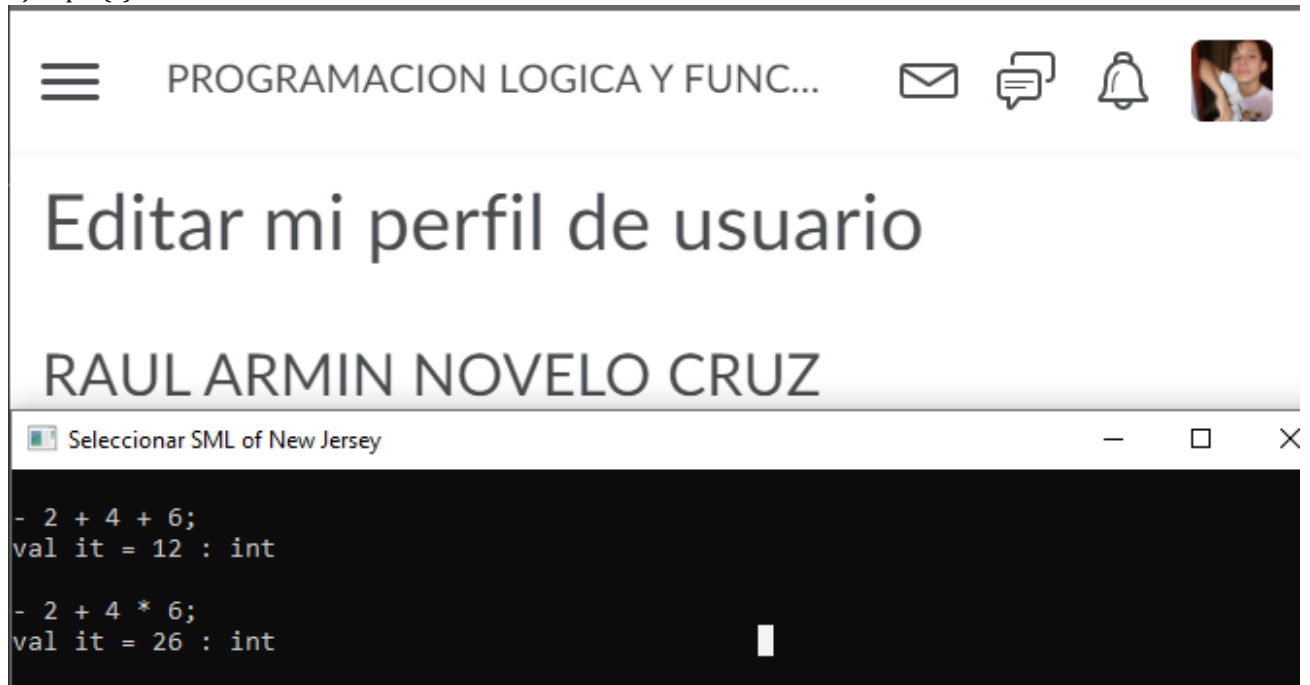 PROGRAMACION LOGICA Y FUNC...
Editar mi perfil de usuario
RAUL ARMIN NOVELO CRUZ
Seleccionar SML of New Jersey
- 2 + 4 + 6;
val it = 12 : int
- 2 + 4 * 6;
val it = 26 : int